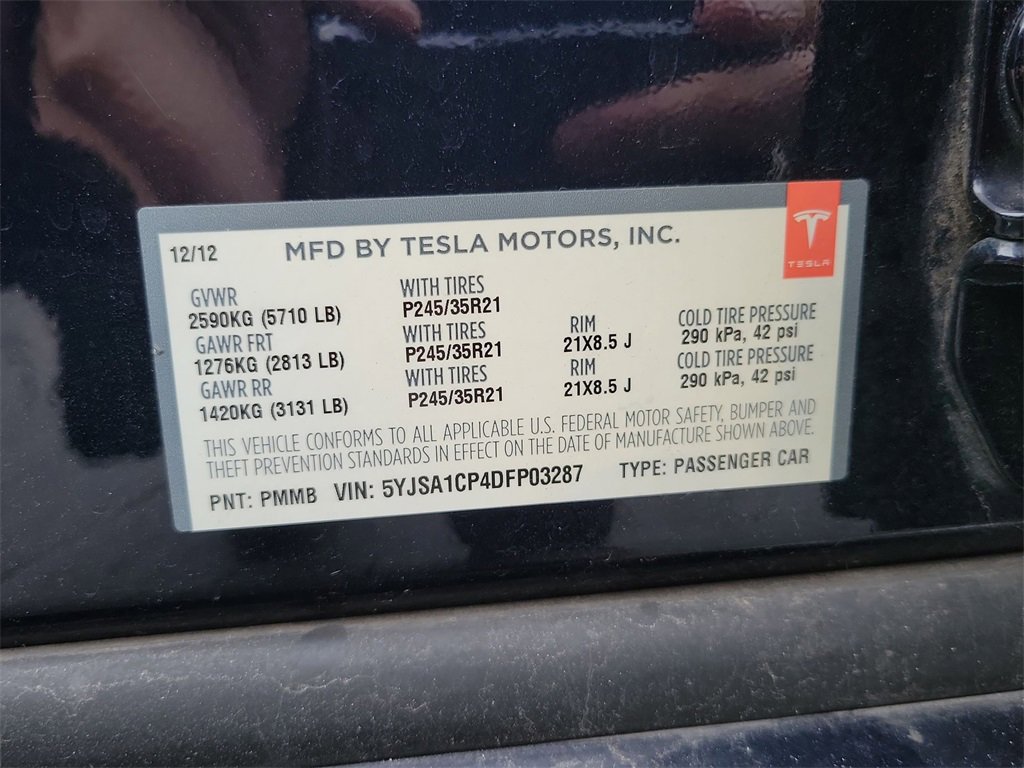 12/12 MFD BY TESLA MOTORS, INC.
TESLA
GVWR WITH TIRES
2590KG (5710 LB) P245/35R21
GAWR FRT WITH TIRES RIM COLD TIRE PRESSURE
1276KG (2813 LB) P245/35R21 21X8.5 J 290 kPa, 42 psi
GAWR RR WITH TIRES RIM COLD TIRE PRESSURE
1420KG (3131 LB) P245/35R21 21X8.5 J 290 kPa, 42 psi
THIS VEHICLE CONFORMS TO ALL APPLICABLE U.S. FEDERAL MOTOR SAFETY, BUMPER AND
THEFT PREVENTION STANDARDS IN EFFECT ON THE DATE OF MANUFACTURE SHOWN ABOVE.
PNT: PMMB VIN: 5YJSA1CP4DFP03287 TYPE: PASSENGER CAR